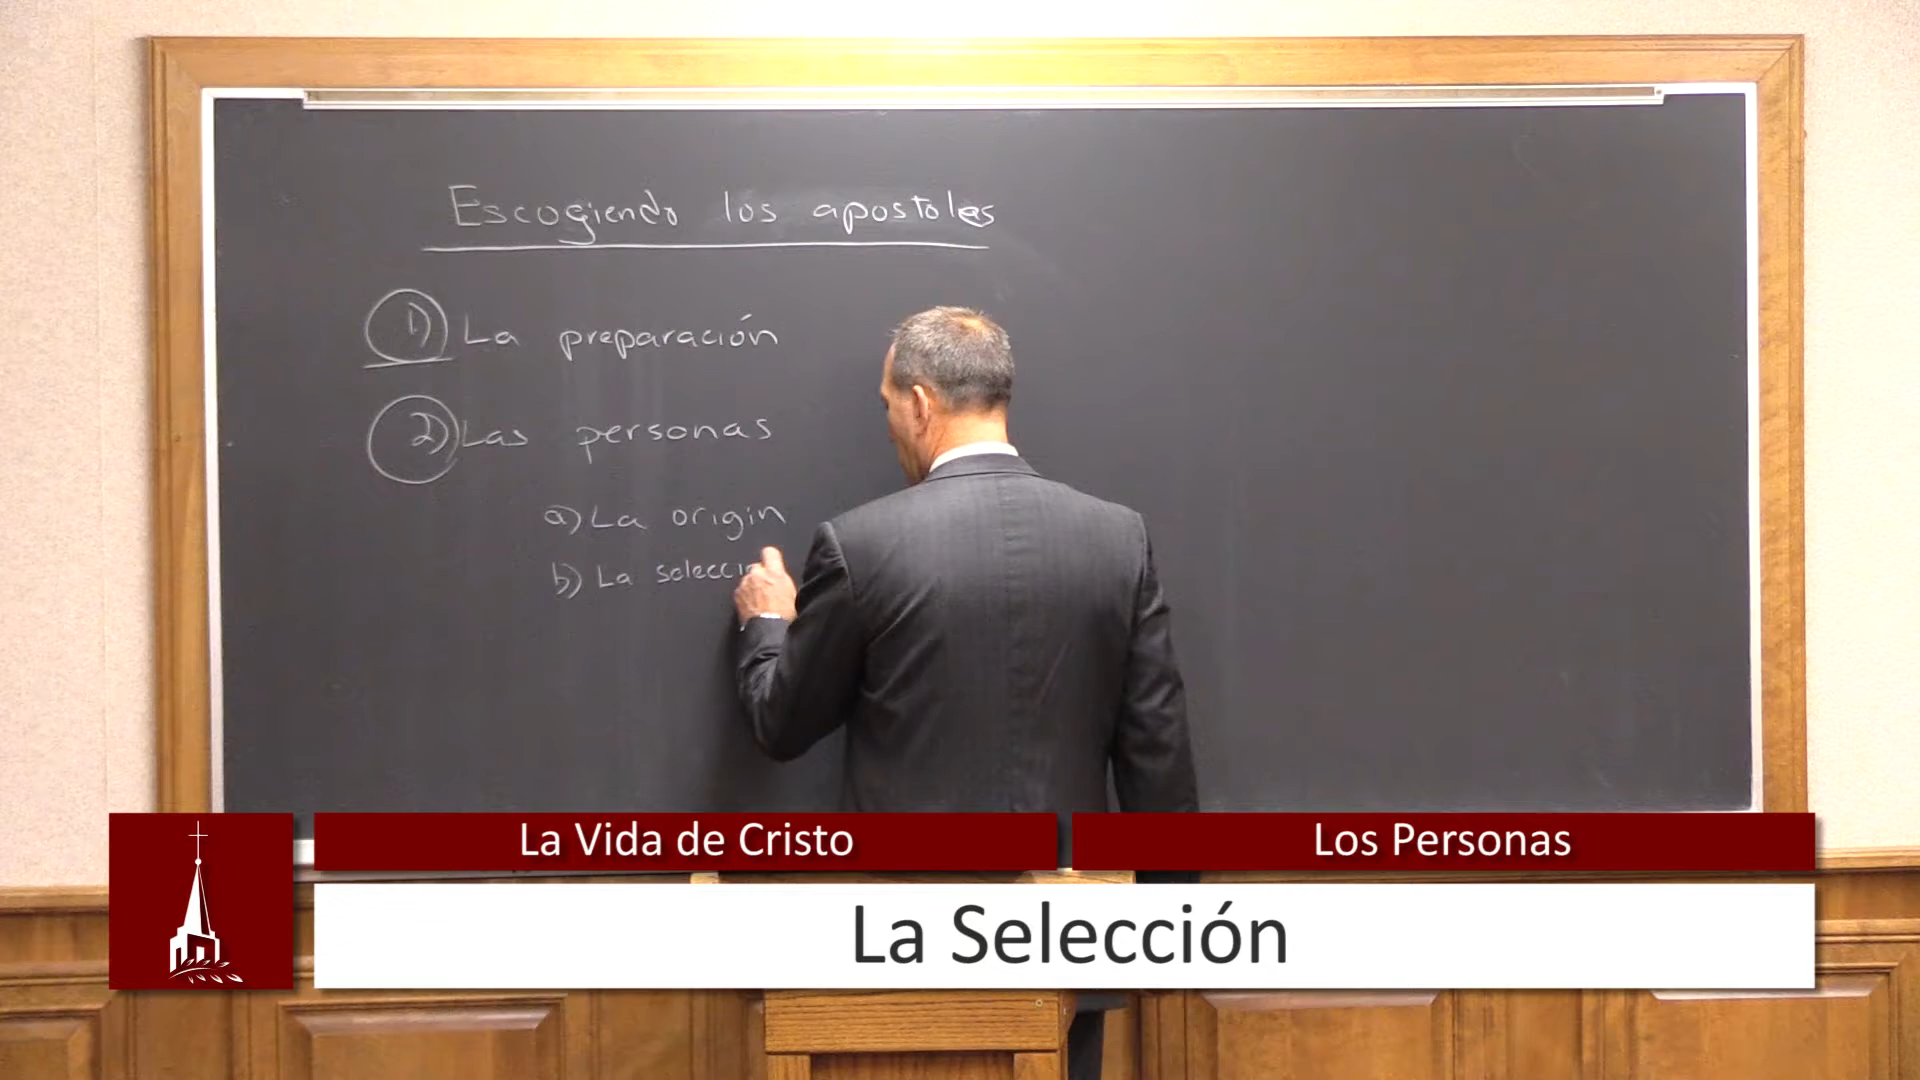 Escogiendo los apostoles
1) La preparación
2) Las personas
a) La origin
b) La selecci
La Vida de Cristo
Los Personas
La Selección